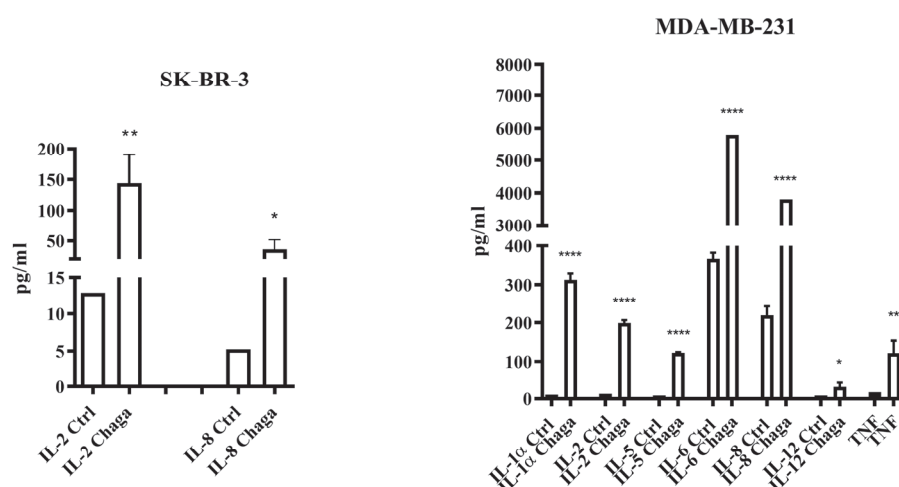 SK-BR-3
pg/ml
200
150
100
50
15
10
5
0
**
*
IL-2 Ctrl
IL-2 Chaga
IL-8 Ctrl
IL-8 Chaga
MDA-MB-231
pg/ml
8000
7000
6000
5000
4000
3000
400
300
200
100
0
****
****
****
****
****
*
**
IL-1α Ctrl
IL-1α Chaga
IL-2 Ctrl
IL-2 Chaga
IL-5 Ctrl
IL-5 Chaga
IL-6 Ctrl
IL-6 Chaga
IL-8 Ctrl
IL-8 Chaga
IL-12 Ctrl
IL-12 Chaga
TNF
TNF